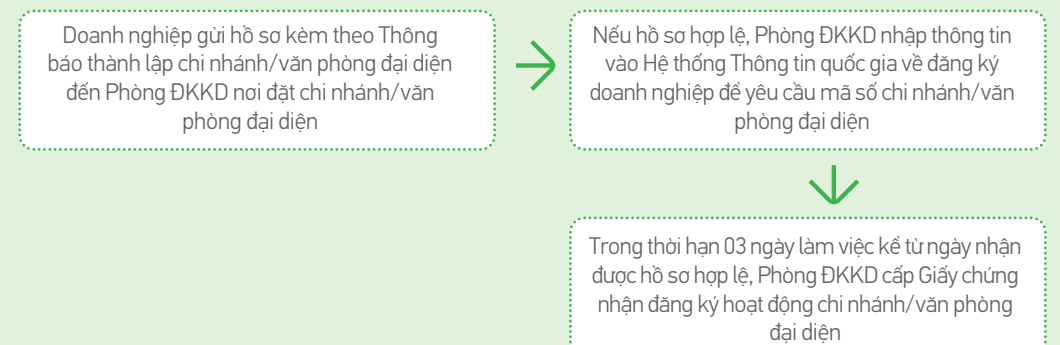 Doanh nghiệp gửi hồ sơ kèm theo Thông
báo thành lập chi nhánh/văn phòng đại diện
đến Phòng ĐKKD nơi đặt chi nhánh/văn
phòng đại diện
Nếu hồ sơ hợp lệ, Phòng ĐKKD nhập thông tin
vào Hệ thống Thông tin quốc gia về đăng ký
doanh nghiệp để yêu cầu mã số chi nhánh/văn
phòng đại diện
Trong thời hạn 03 ngày làm việc kể từ ngày nhận
được hồ sơ hợp lệ, Phòng ĐKKD cấp Giấy chứng
nhận đăng ký hoạt động chi nhánh/văn phòng
đại diện